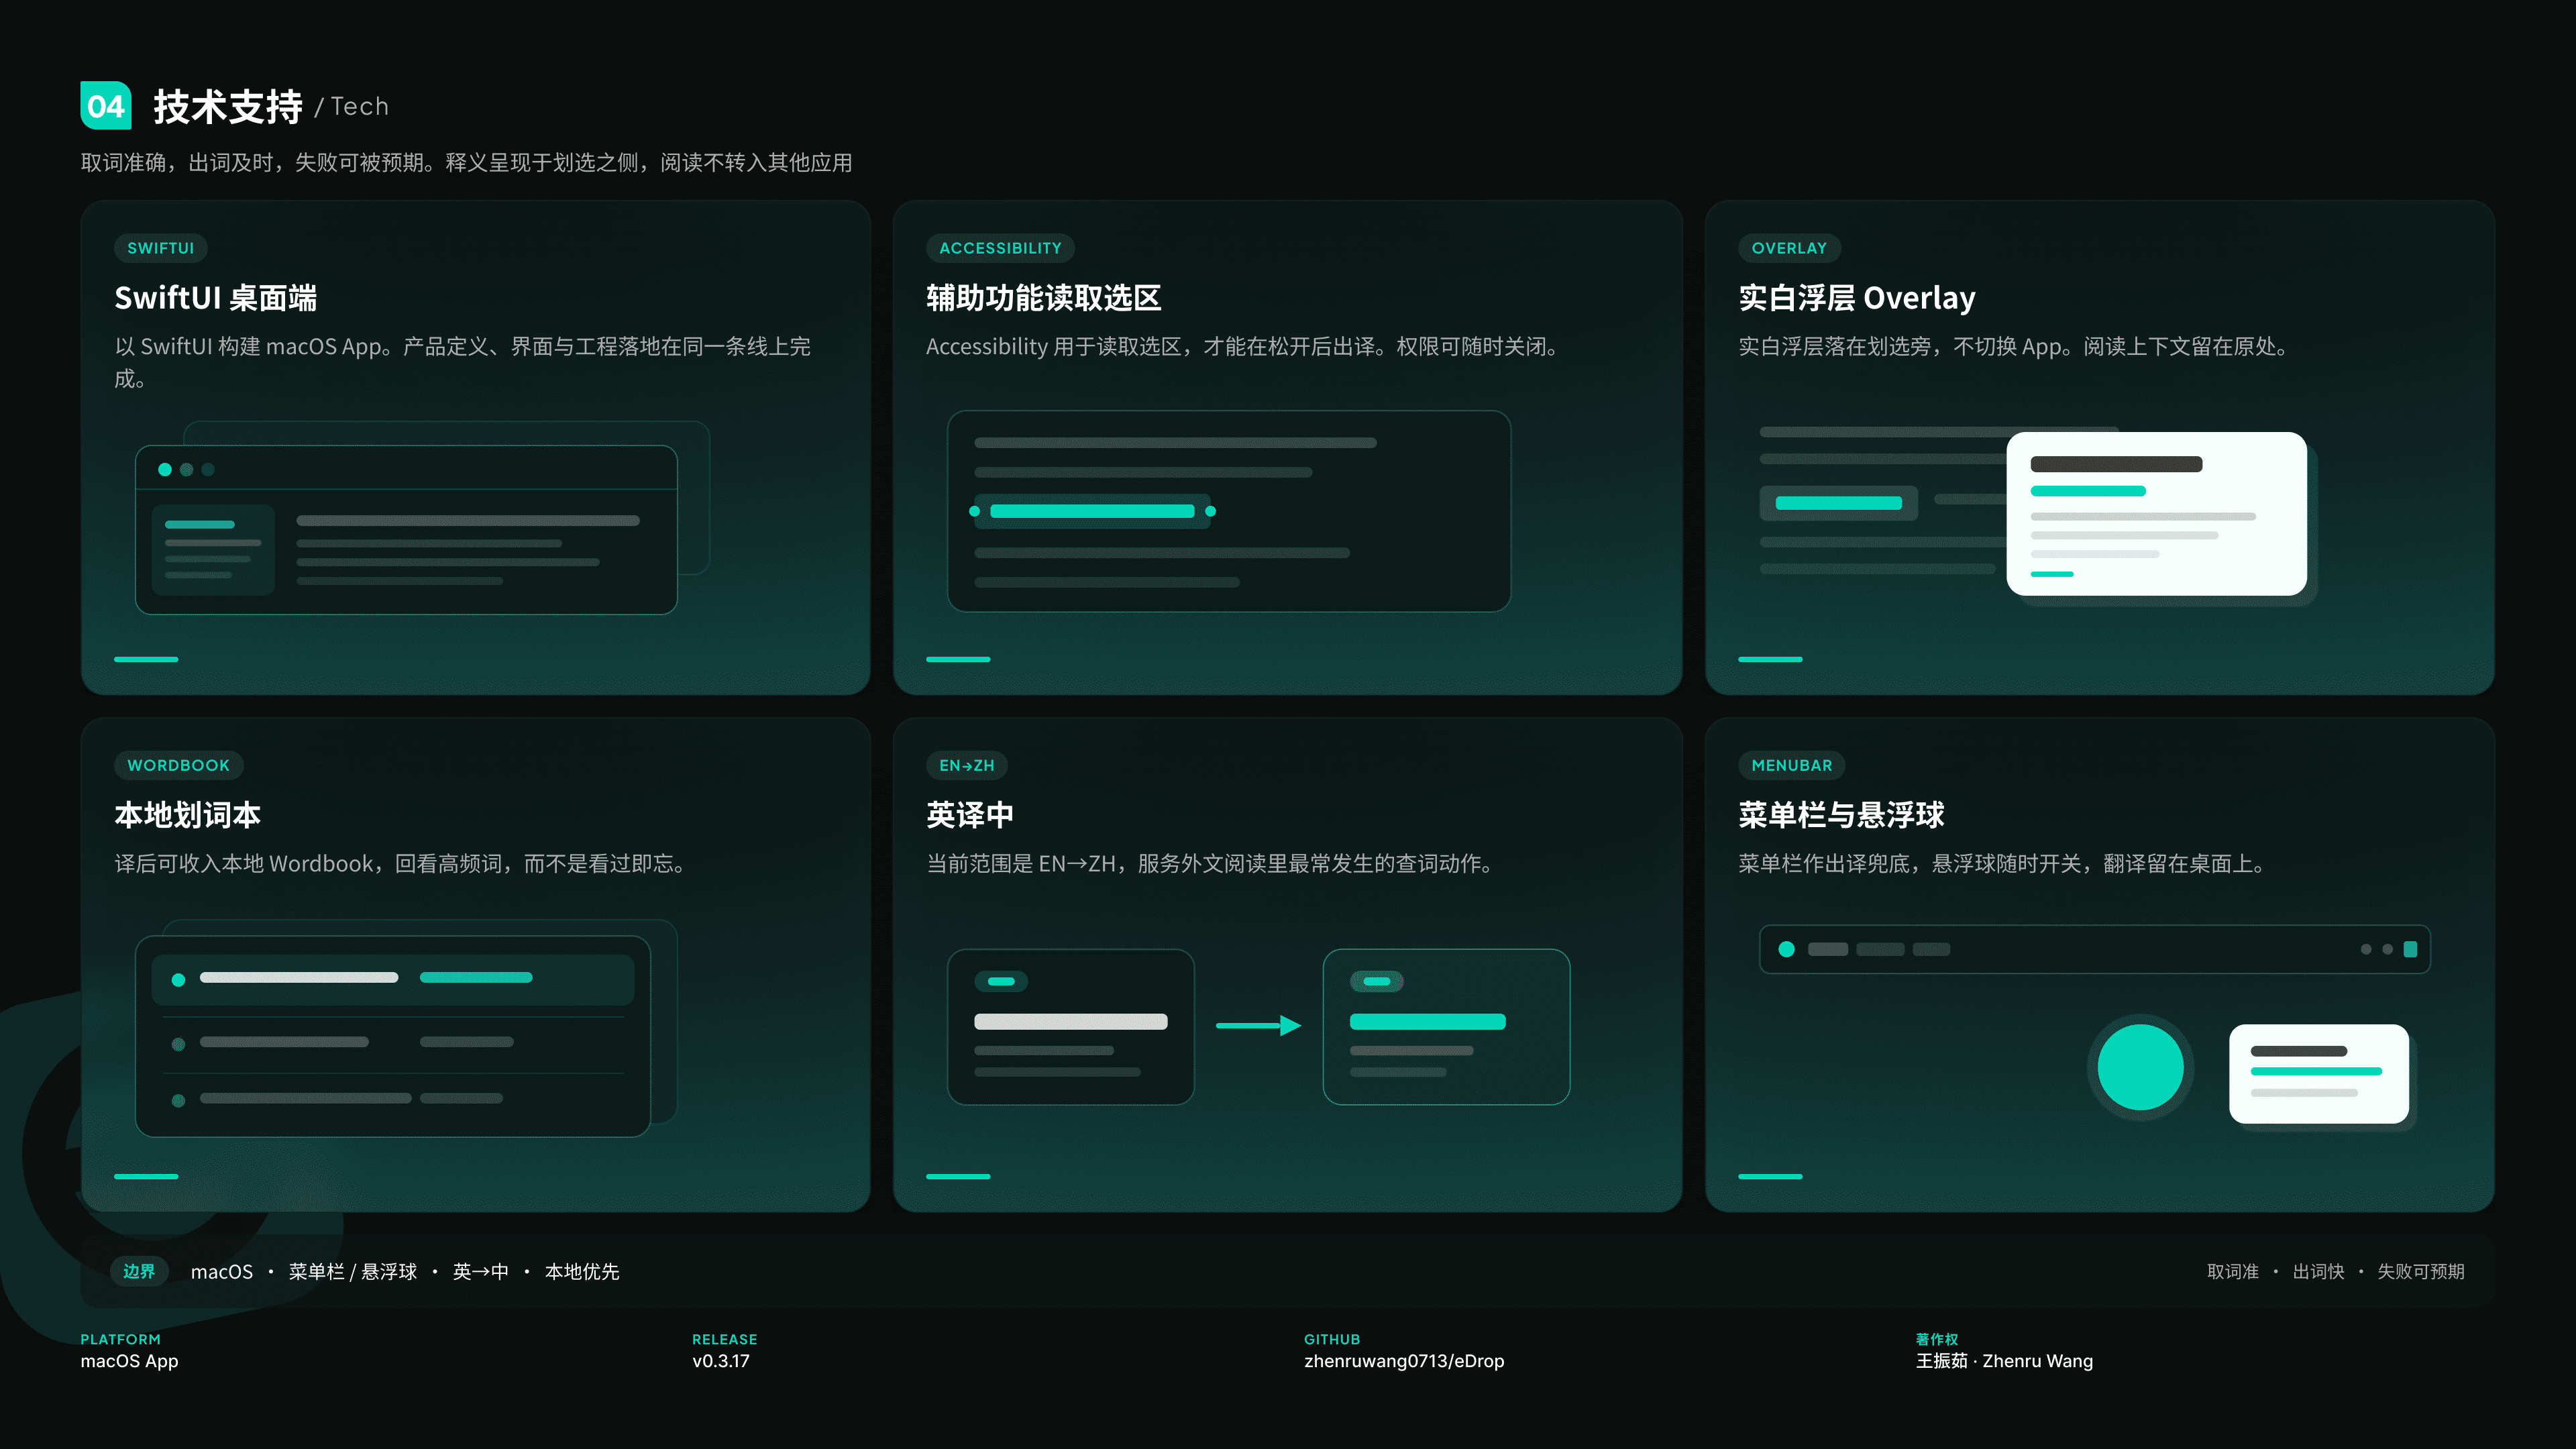 04 技术支持 / Tech
取词准确，出词及时，失败可被预期。释义呈现于划选之侧，阅读不转入其他应用
SWIFTUI
SwiftUI 桌面端
以 SwiftUI 构建 macOS App。产品定义、界面与工程落地在同一条线上完
成。
ACCESSIBILITY
辅助功能读取选区
Accessibility 用于读取选区，才能在松开后出译。权限可随时关闭。
OVERLAY
实白浮层 Overlay
实白浮层落在划选旁，不切换 App。阅读上下文留在原处。
WORDBOOK
本地划词本
译后可收入本地 Wordbook，回看高频词，而不是看过即忘。
EN→ZH
英译中
当前范围是 EN→ZH，服务外文阅读里最常发生的查词动作。
MENUBAR
菜单栏与悬浮球
菜单栏作出译兜底，悬浮球随时开关，翻译留在桌面上。
边界 macOS · 菜单栏 / 悬浮球 · 英→中 · 本地优先
取词准 · 出词快 · 失败可预期
PLATFORM
macOS App
RELEASE
v0.3.17
GITHUB
zhenruwang0713/eDrop
著作权
王振茹 · Zhenru Wang